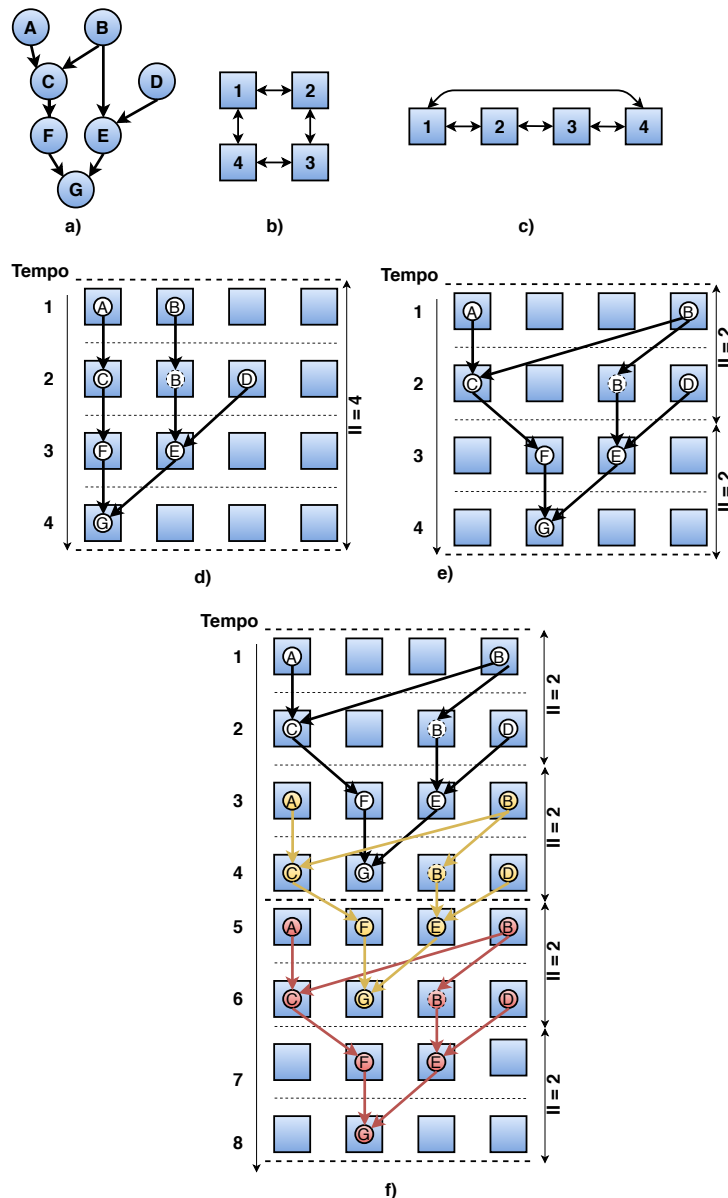 A B
C D
F E
G
a)
1 2
4 3
b)
1 2 3 4
c)
Tempo
1 A B
2 C B D
3 F E
4 G
II = 4
d)
1 A B
2 C B D
3 F E
4 G
II = 2
II = 2
e)
Tempo
1 A B
2 C B D
3 A F E B
4 C G B D
5 A F E B
6 C G B D
7 F E
8 G
II = 2
II = 2
II = 2
II = 2
f)